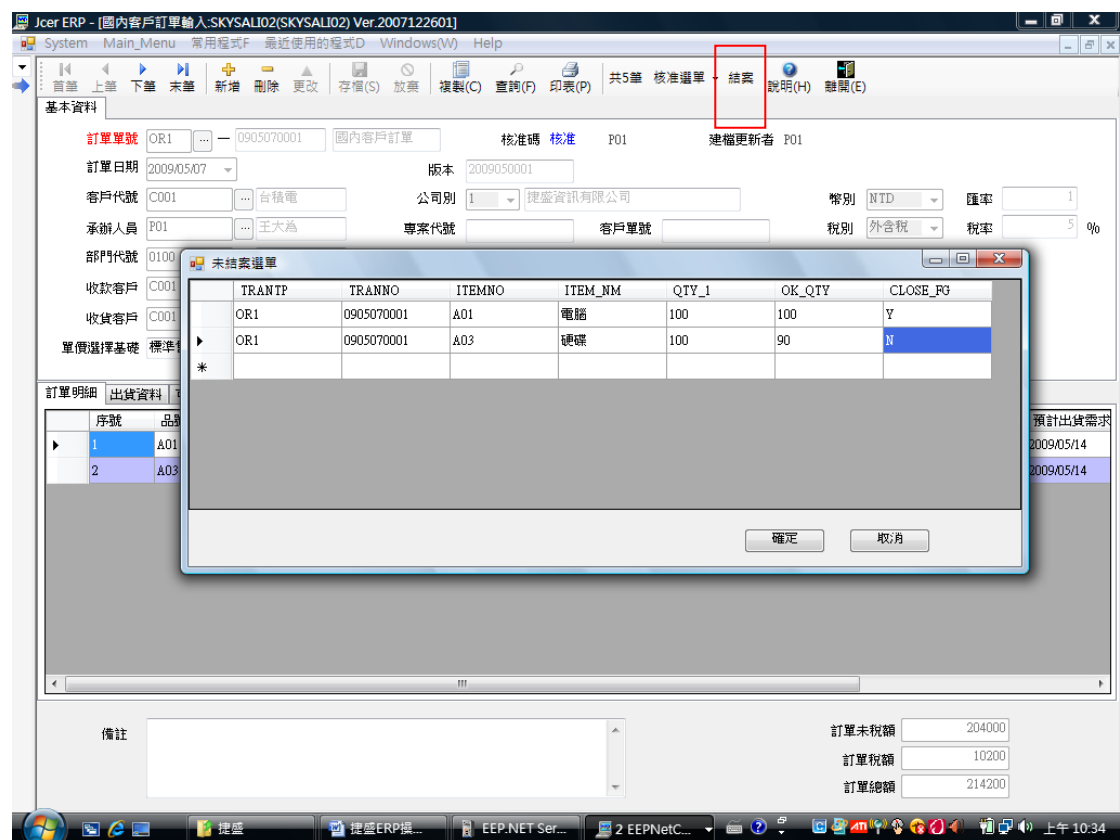 Jcer ERP - [國內客戶訂單輸入:SKYSALI02(SKYSALI02) Ver.2007122601]
System Main_Menu 常用程式F 最近使用的程式D Windows(W) Help
首筆 上筆 下筆 末筆 新增 刪除 更改 存檔(S) 放棄 複製(C) 查詢(F) 印表(P) 共5筆 核准選單 結案 說明(H) 離開(E)
基本資料
訂單單號 OR1 ... — 0905070001 國內客戶訂單 核准碼 核准 P01 建檔更新者 P01
訂單日期 2009/05/07 版本 2009050001
客戶代號 C001 ... 台積電 公司別 1 捷盛資訊有限公司 幣別 NTD 匯率 1
承辦人員 P01 ... 王大為 專案代號 客戶單號 稅別 外含稅 稅率 5 %
部門代號 0100
收款客戶 C001
收貨客戶 C001
單價選擇基礎 標準
未結案選單
TRANTP TRANNO ITEMNO ITEM_NM QTY_1 OK_QTY CLOSE_FG
OR1 0905070001 A01 電腦 100 100 Y
OR1 0905070001 A03 硬碟 100 90 N
確定 取消
訂單明細 出貨資料
序號 品 預計出貨需求
1 A01 2009/05/14
2 A03 2009/05/14
備註
訂單未稅額 204000
訂單稅額 10200
訂單總額 214200
捷盛 捷盛ERP操... EEP.NET Ser... 2 EEPNetC... 上午 10:34